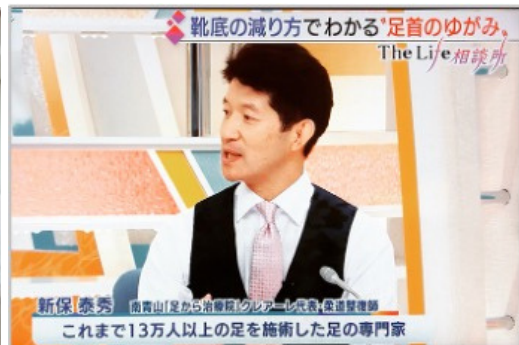 靴底の減り方でわかる“足首のゆがみ„
The Life 相談所
新保 泰秀 南青山「足から治療院」クレアーレ代表・柔道整復師
これまで13万人以上の足を施術した足の専門家